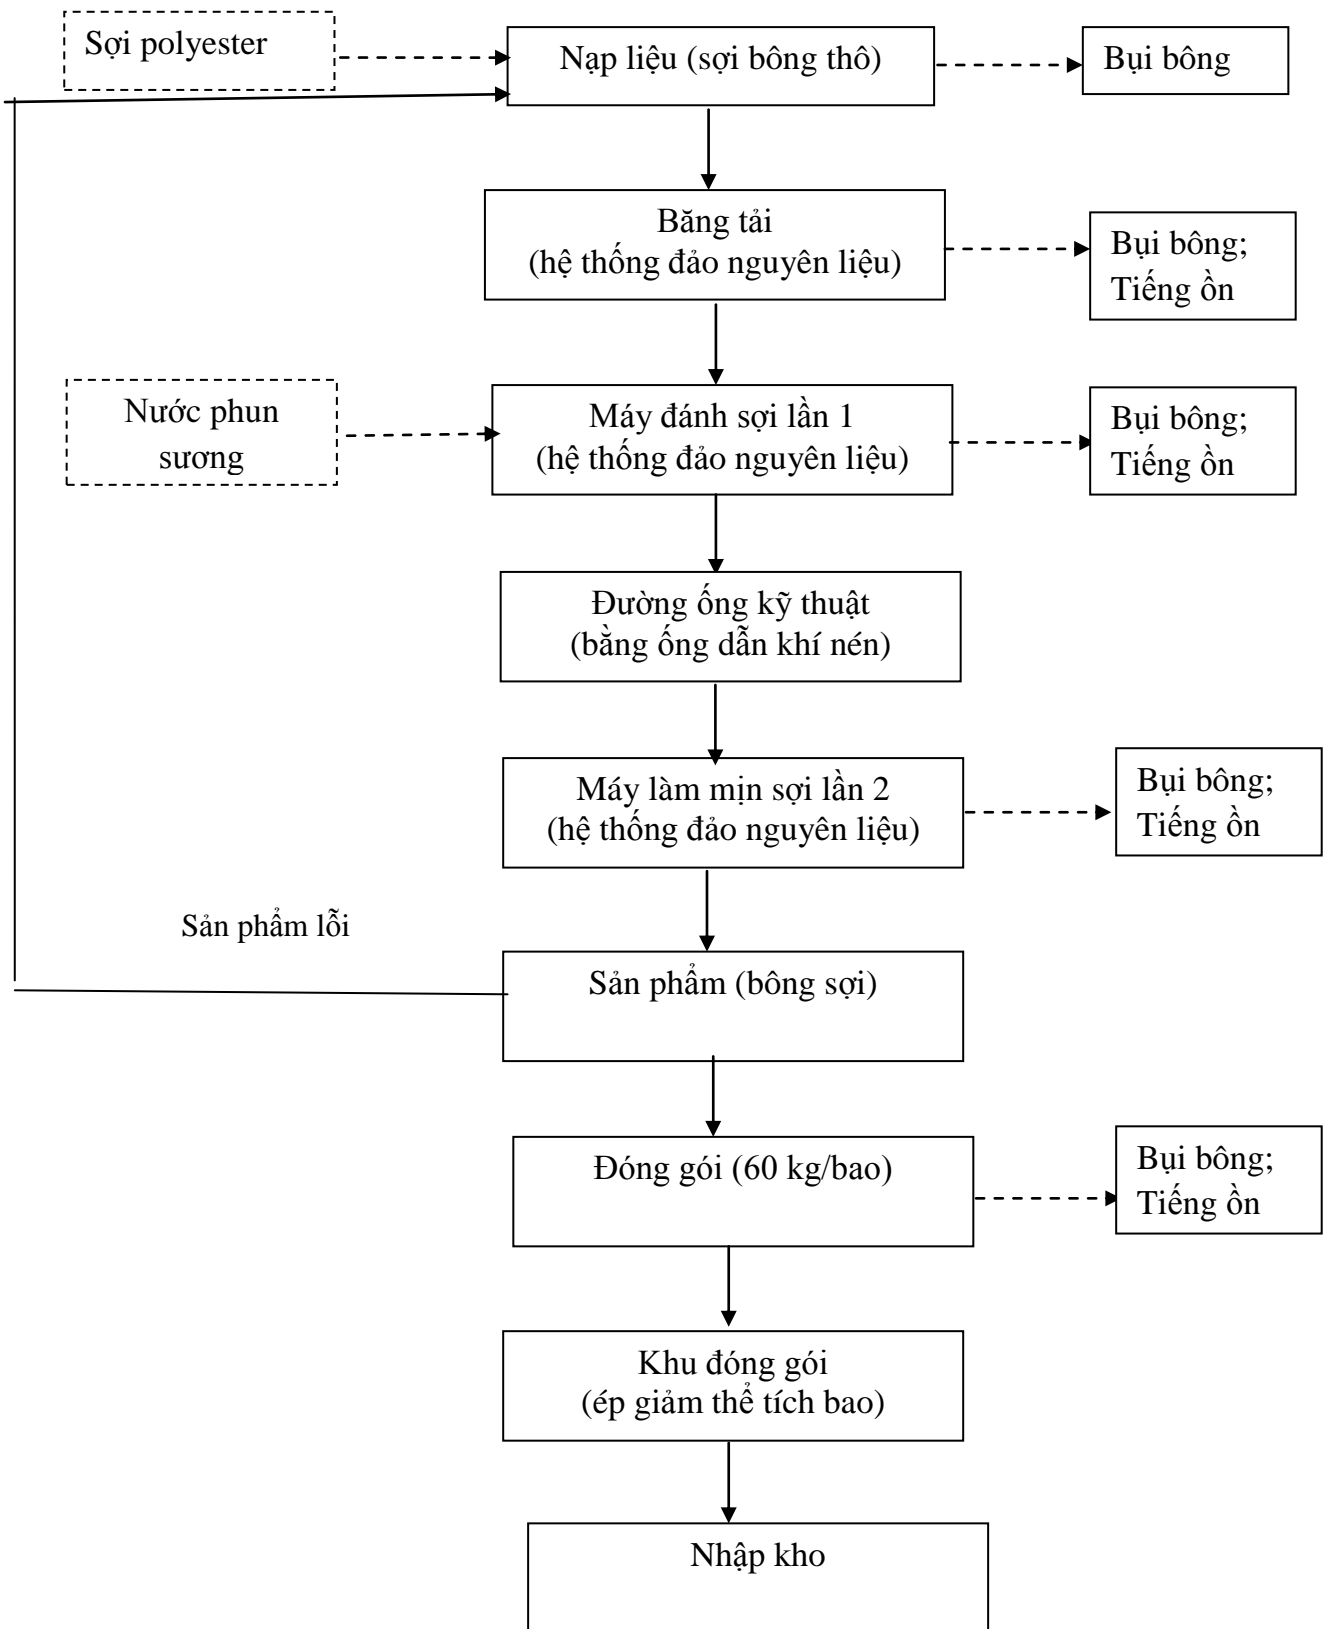 Sợi polyester
Nạp liệu (sợi bông thô)
Bụi bông
Băng tải
(hệ thống đảo nguyên liệu)
Bụi bông;
Tiếng ồn
Nước phun
sương
Máy đánh sợi lần 1
(hệ thống đảo nguyên liệu)
Bụi bông;
Tiếng ồn
Đường ống kỹ thuật
(bằng ống dẫn khí nén)
Máy làm mịn sợi lần 2
(hệ thống đảo nguyên liệu)
Bụi bông;
Tiếng ồn
Sản phẩm lỗi
Sản phẩm (bông sợi)
Đóng gói (60 kg/bao)
Bụi bông;
Tiếng ồn
Khu đóng gói
(ép giảm thể tích bao)
Nhập kho